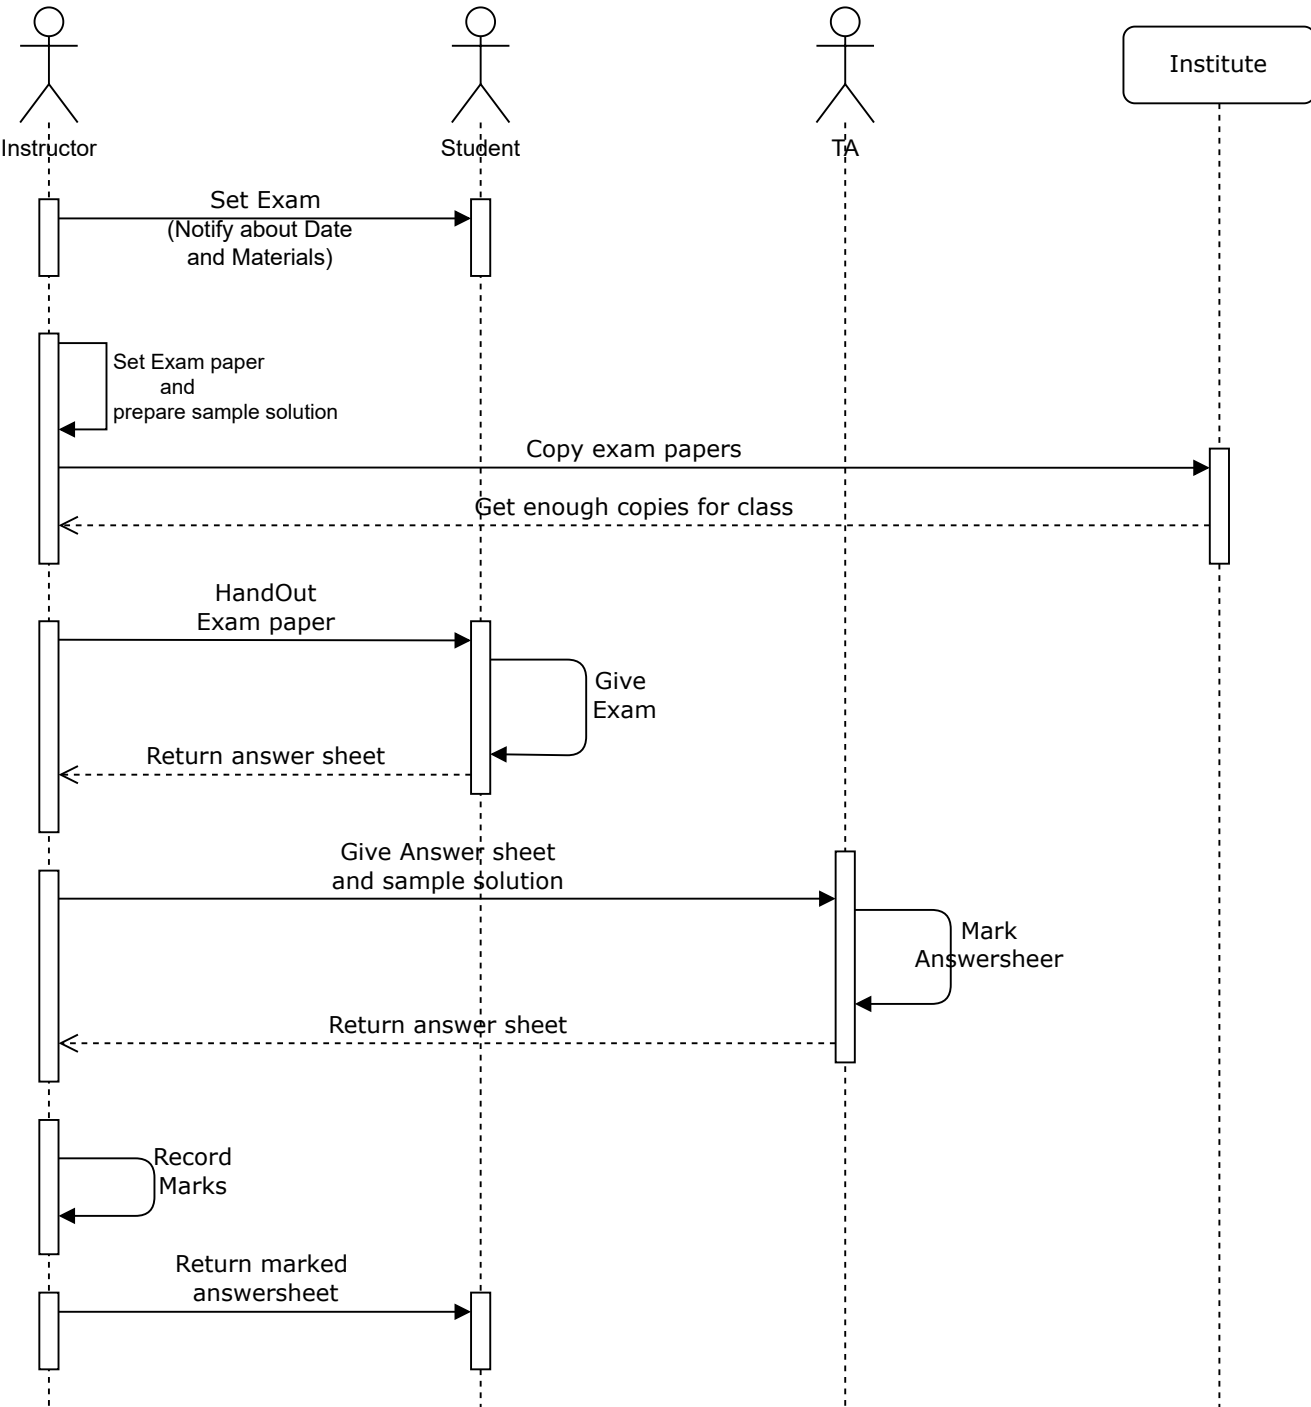 Institute
Instructor
Student
TA
Set Exam
(Notify about Date
and Materials)
Set Exam paper
and
prepare sample solution
Copy exam papers
Get enough copies for class
HandOut
Exam paper
Give
Exam
Return answer sheet
Give Answer sheet
and sample solution
Mark
Answersheer
Return answer sheet
Record
Marks
Return marked
answersheet